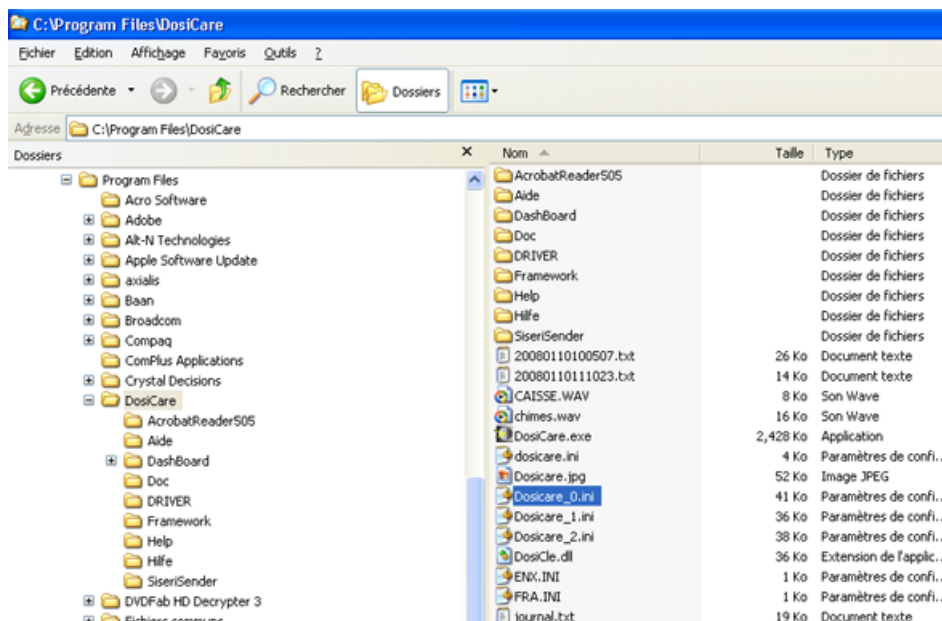 C:\Program Files\DosiCare
Fichier Edition Affichage Favoris Outils ?
Précédente Rechercher Dossiers
Adresse C:\Program Files\DosiCare
Dossiers
Program Files
Acro Software
Adobe
Alt-N Technologies
Apple Software Update
axialis
Baan
Broadcom
Compaq
ComPlus Applications
Crystal Decisions
DosiCare
AcrobatReader505
Aide
DashBoard
Doc
DRIVER
Framework
Help
Hilfe
SiseriSender
DVDFab HD Decrypter 3
Fichiers communs
Nom Taille Type
AcrobatReader505 Dossier de fichiers
Aide Dossier de fichiers
DashBoard Dossier de fichiers
Doc Dossier de fichiers
DRIVER Dossier de fichiers
Framework Dossier de fichiers
Help Dossier de fichiers
Hilfe Dossier de fichiers
SiseriSender Dossier de fichiers
20080110100507.txt 26 Ko Document texte
20080110111023.txt 14 Ko Document texte
CAISSE.WAV 8 Ko Son Wave
chimes.wav 16 Ko Son Wave
DosiCare.exe 2,428 Ko Application
dosicare.ini 4 Ko Paramètres de confi...
Dosicare.jpg 52 Ko Image JPEG
Dosicare_0.ini 41 Ko Paramètres de confi...
Dosicare_1.ini 36 Ko Paramètres de confi...
Dosicare_2.ini 38 Ko Paramètres de confi...
DosiCle.dll 36 Ko Extension de l'applic...
ENX.INI 1 Ko Paramètres de confi...
FRA.INI 1 Ko Paramètres de confi...
journal.txt 19 Ko Document texte